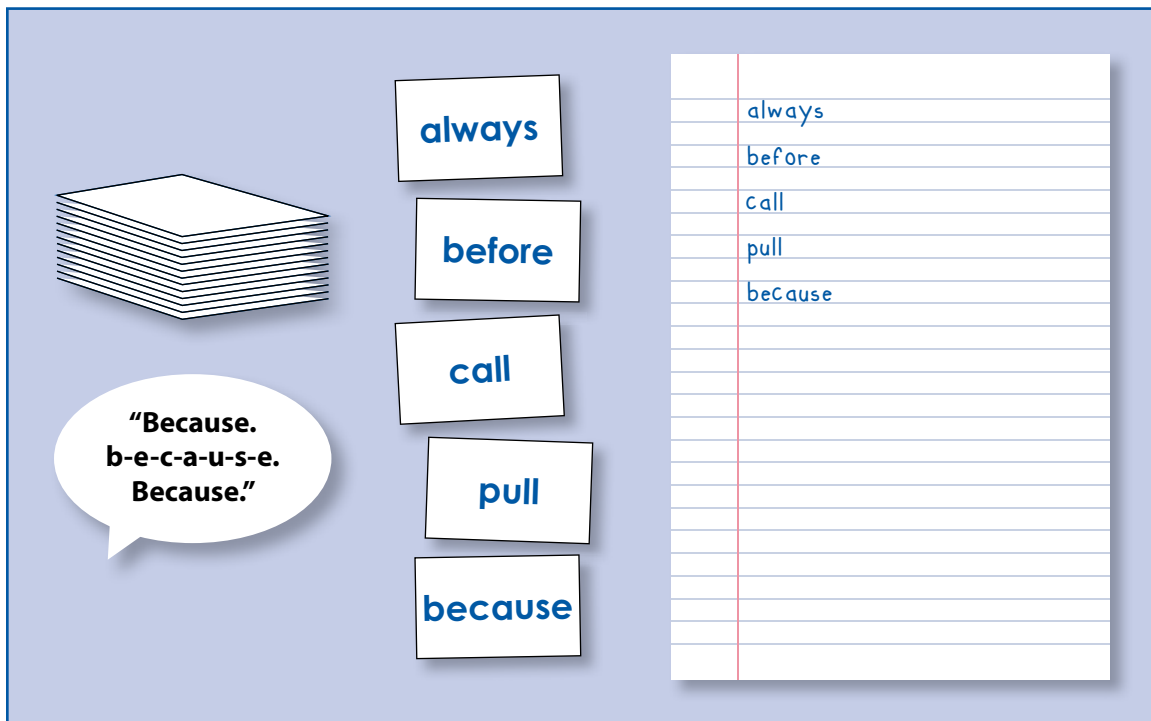 always
before
call
pull
because
“Because.
b-e-c-a-u-s-e.
Because.”
always
before
call
pull
because